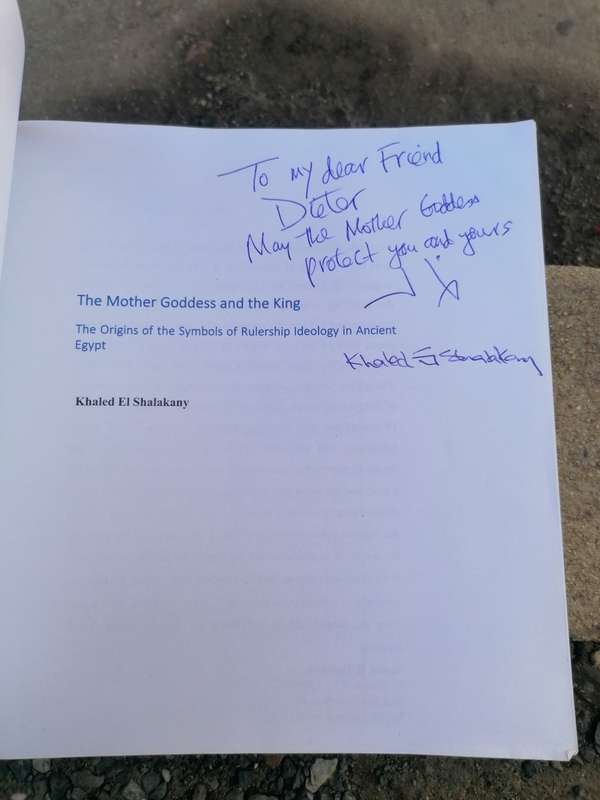 To my dear Friend
Dieter
May the Mother Goddess
protect you and yours
The Mother Goddess and the King
The Origins of the Symbols of Rulership Ideology in Ancient
Egypt
Khaled El Shalakany
Khaled El Shalakany